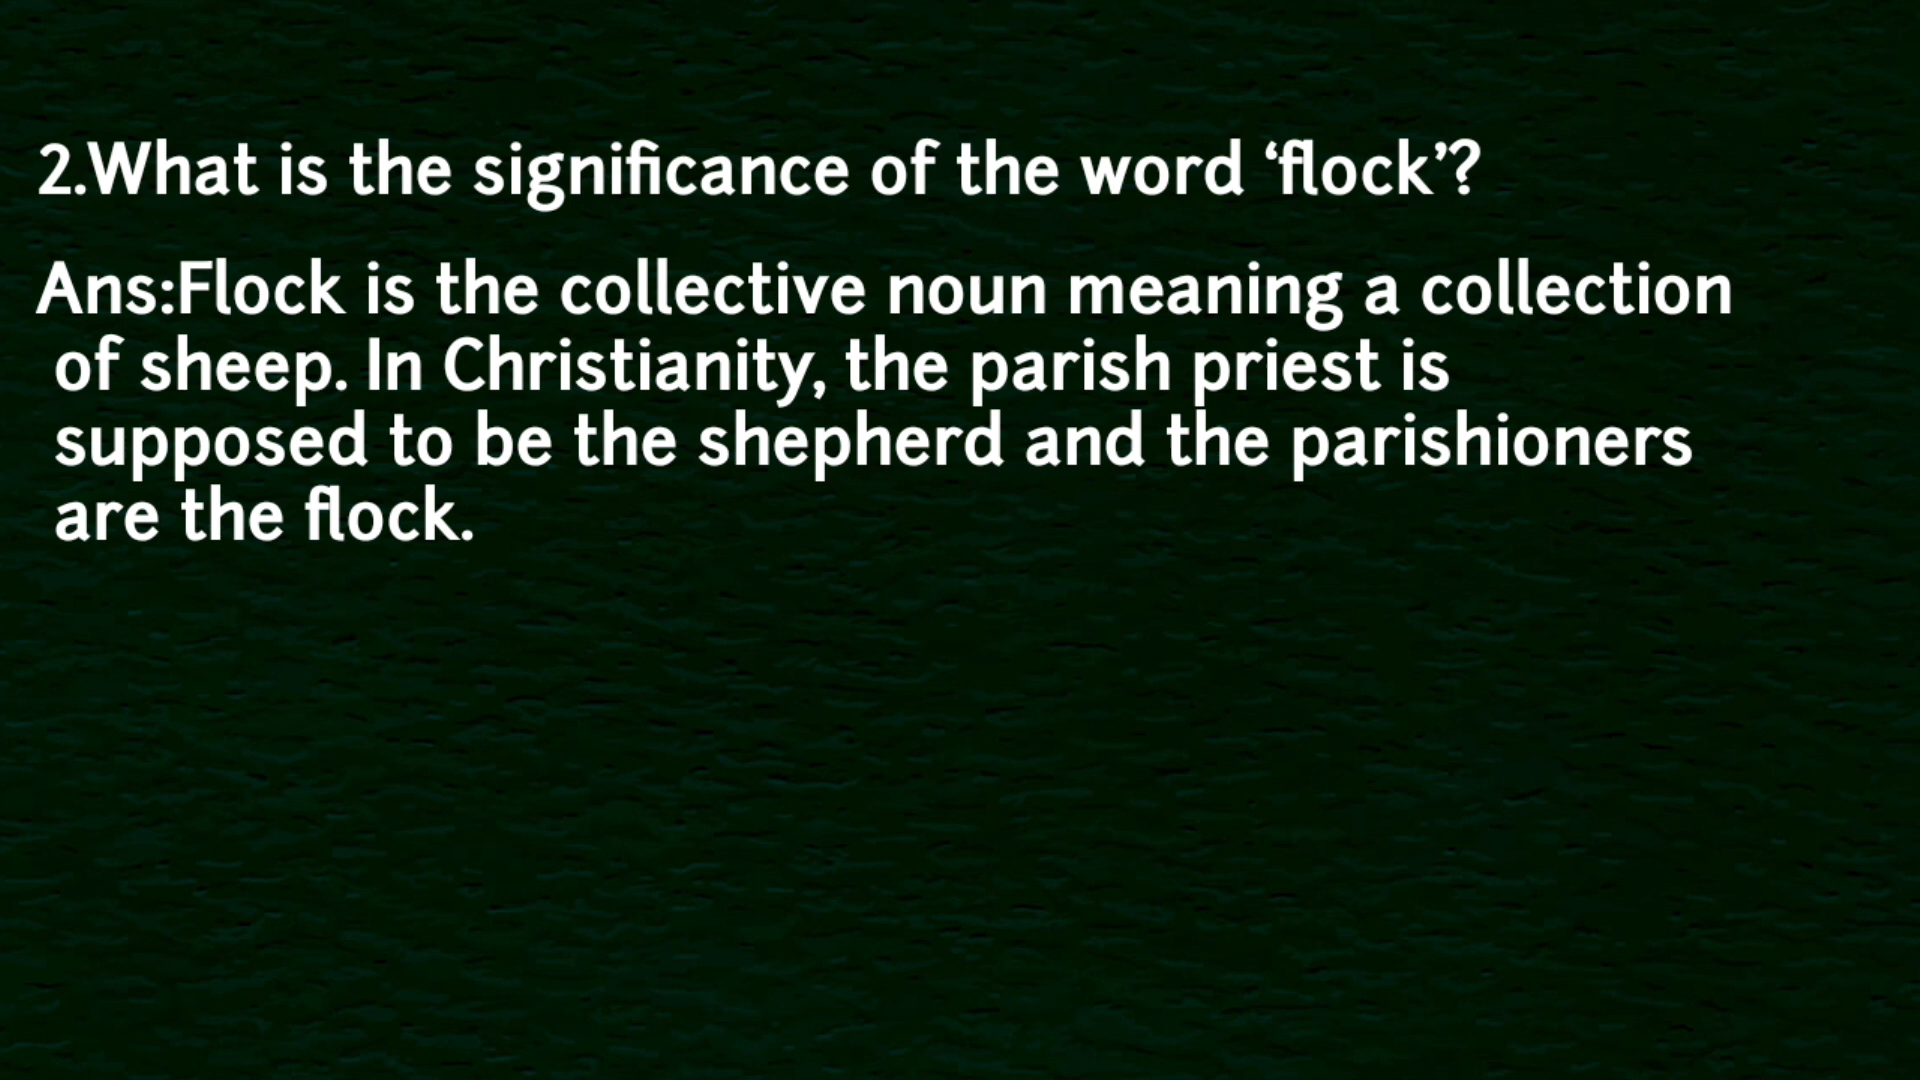 2.What is the significance of the word ‘flock’?
Ans:Flock is the collective noun meaning a collection
of sheep. In Christianity, the parish priest is
supposed to be the shepherd and the parishioners
are the flock.